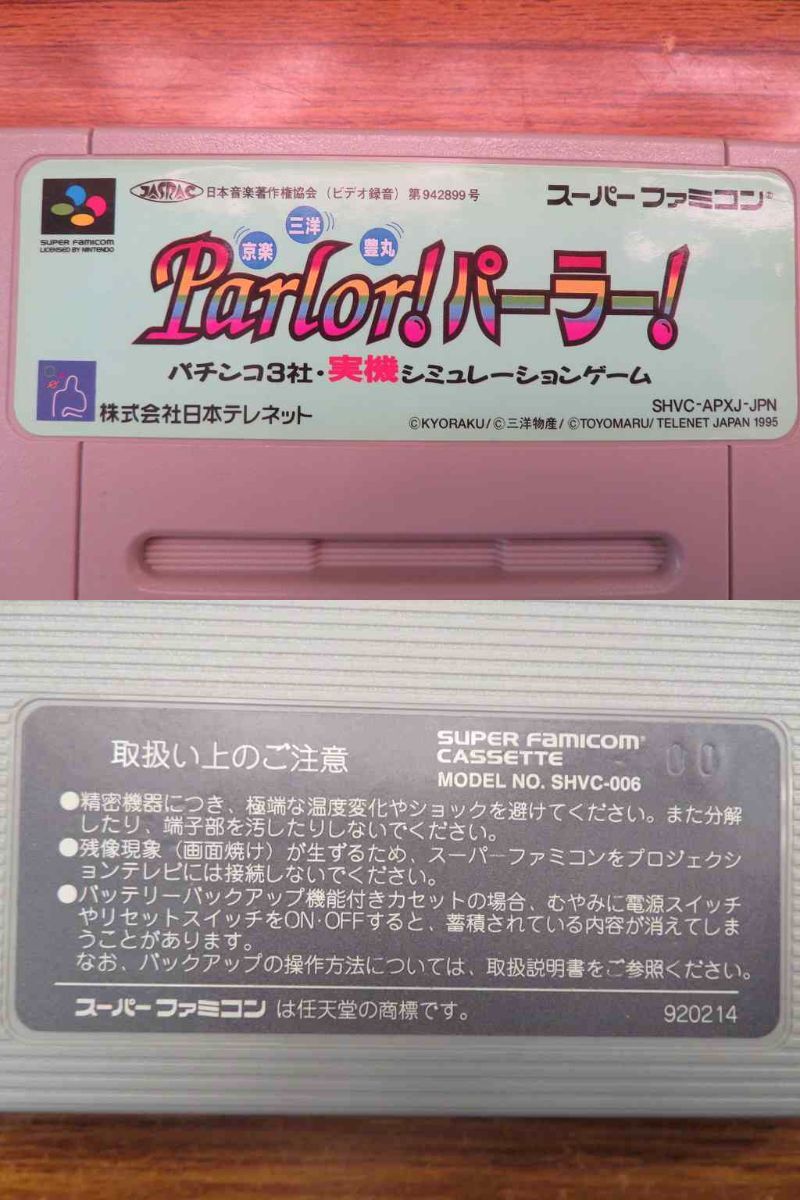 JASRAC 日本音楽著作権協会（ビデオ録音）第942899号
スーパーファミコン®
SUPER FAMICOM
LICENSED BY NINTENDO
京楽 三洋 豊丸
Parlor! パーラー!
パチンコ3社・実機シミュレーションゲーム
株式会社日本テレネット
SHVC-APXJ-JPN
©KYORAKU/©三洋物産/©TOYOMARU/TELENET JAPAN 1995
取扱い上のご注意
SUPER FAMICOM®
CASSETTE
MODEL NO. SHVC-006
00
●精密機器につき、極端な温度変化やショックを避けてください。また分解
したり、端子部を汚したりしないでください。
●残像現象（画面焼け）が生ずるため、スーパーファミコンをプロジェクシ
ョンテレビには接続しないでください。
●バッテリーバックアップ機能付きカセットの場合、むやみに電源スイッチ
やリセットスイッチをON・OFFすると、蓄積されている内容が消えてしま
うことがあります。
なお、バックアップの操作方法については、取扱説明書をご参照ください。
スーパーファミコンは任天堂の商標です。
920214